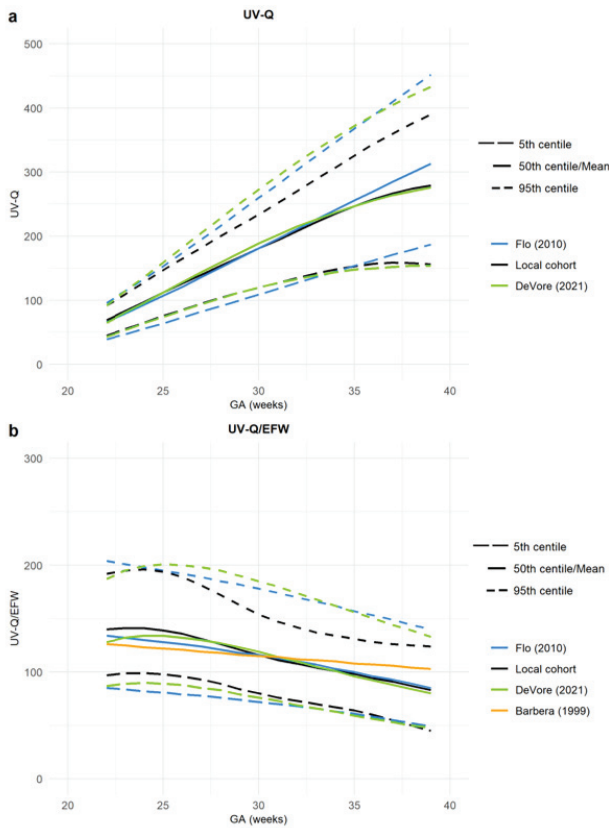 a
UV-Q
500
400
300
200
100
0
UV-Q
20
25
30
35
40
GA (weeks)
5th centile
50th centile/Mean
95th centile
Flo (2010)
Local cohort
DeVore (2021)
b
UV-Q/EFW
300
200
100
0
UV-Q/EFW
20
25
30
35
40
GA (weeks)
5th centile
50th centile/Mean
95th centile
Flo (2010)
Local cohort
DeVore (2021)
Barbera (1999)